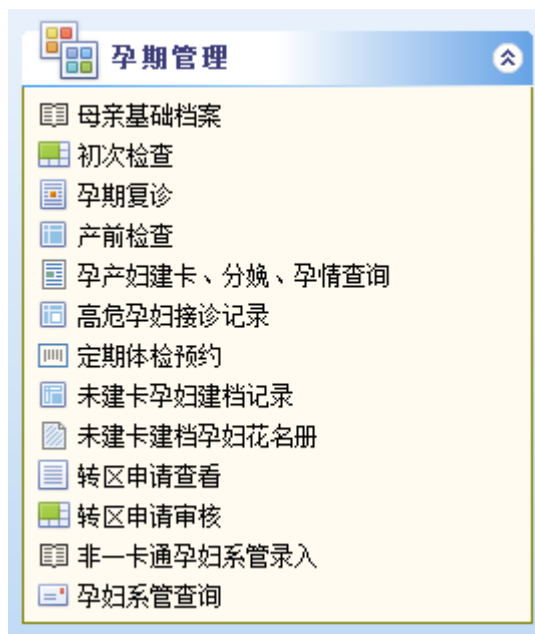 孕期管理
母亲基础档案
初次检查
孕期复诊
产前检查
孕产妇建卡、分娩、孕情查询
高危孕妇接诊记录
定期体检预约
未建卡孕妇建档记录
未建卡建档孕妇花名册
转区申请查看
转区申请审核
非一卡通孕妇系管录入
孕妇系管查询